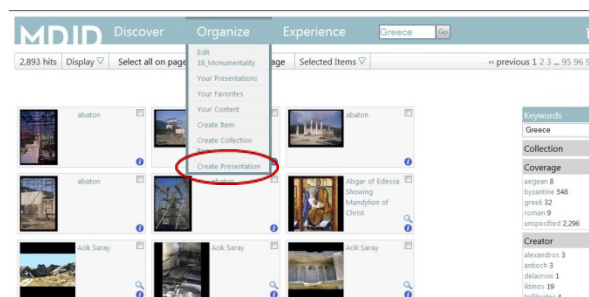 MDID Discover Organize Experience Greece Go
2,893 hits Display Select all on page age Selected Items « previous 1 2 3 ... 95 96 9
Edit
18_Monumentality
Your Presentations
Your Favorites
Your Content
Create Item
Create Collection
Create Presentation
abaton
abaton
abaton
Abgar of Edessa
Showing
Mandylion of
Christ
Acik Saray
Acik Saray
Acik Saray
Keywords
Greece
Collection
Coverage
aegean 8
byzantine 548
greek 32
roman 9
unspecified 2,296
Creator
alexandros 3
antioch 3
delacroix 1
iktinos 19